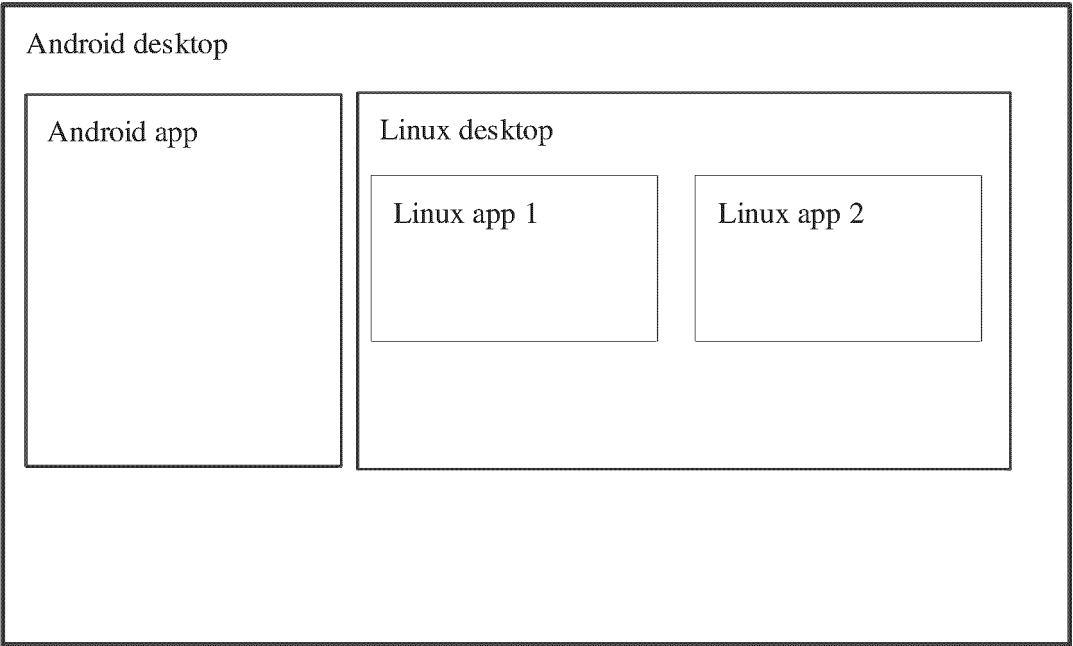 Android desktop
Android app
Linux desktop
Linux app 1
Linux app 2